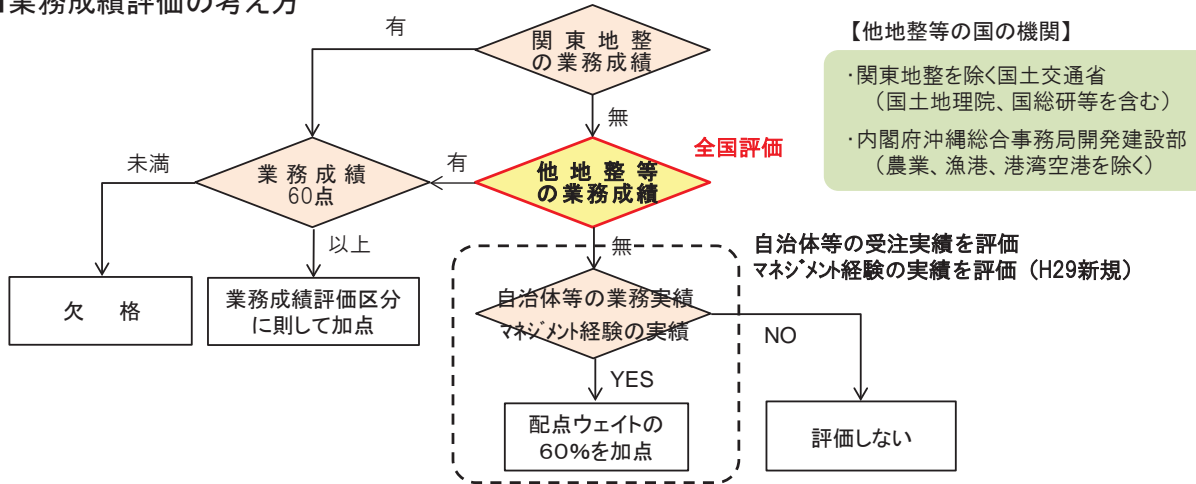 業務成績評価の考え方
有
関東地整
の業務成績
無
【他地整等の国の機関】
・関東地整を除く国土交通省
（国土地理院、国総研等を含む）
・内閣府沖縄総合事務局開発建設部
（農業、漁港、港湾空港を除く）
全国評価
未満
業務成績
60点
有
他地整等
の業務成績
以上
無
自治体等の受注実績を評価
ﾏﾈｼﾞﾒﾝﾄ経験の実績を評価（H29新規）
欠　格
業務成績評価区分
に則して加点
自治体等の業務実績
ﾏﾈｼﾞﾒﾝﾄ経験の実績
NO
YES
配点ウェイトの
60％を加点
評価しない